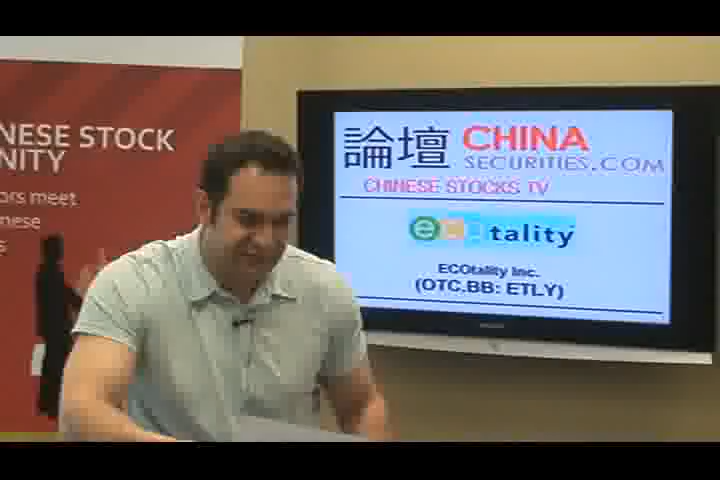 NESE STOCK
NITY
ors meet
nese
s
論壇 CHINA
SECURITIES.COM
CHINESE STOCKS TV
ecotality
ECOtality Inc.
(OTC.BB: ETLY)